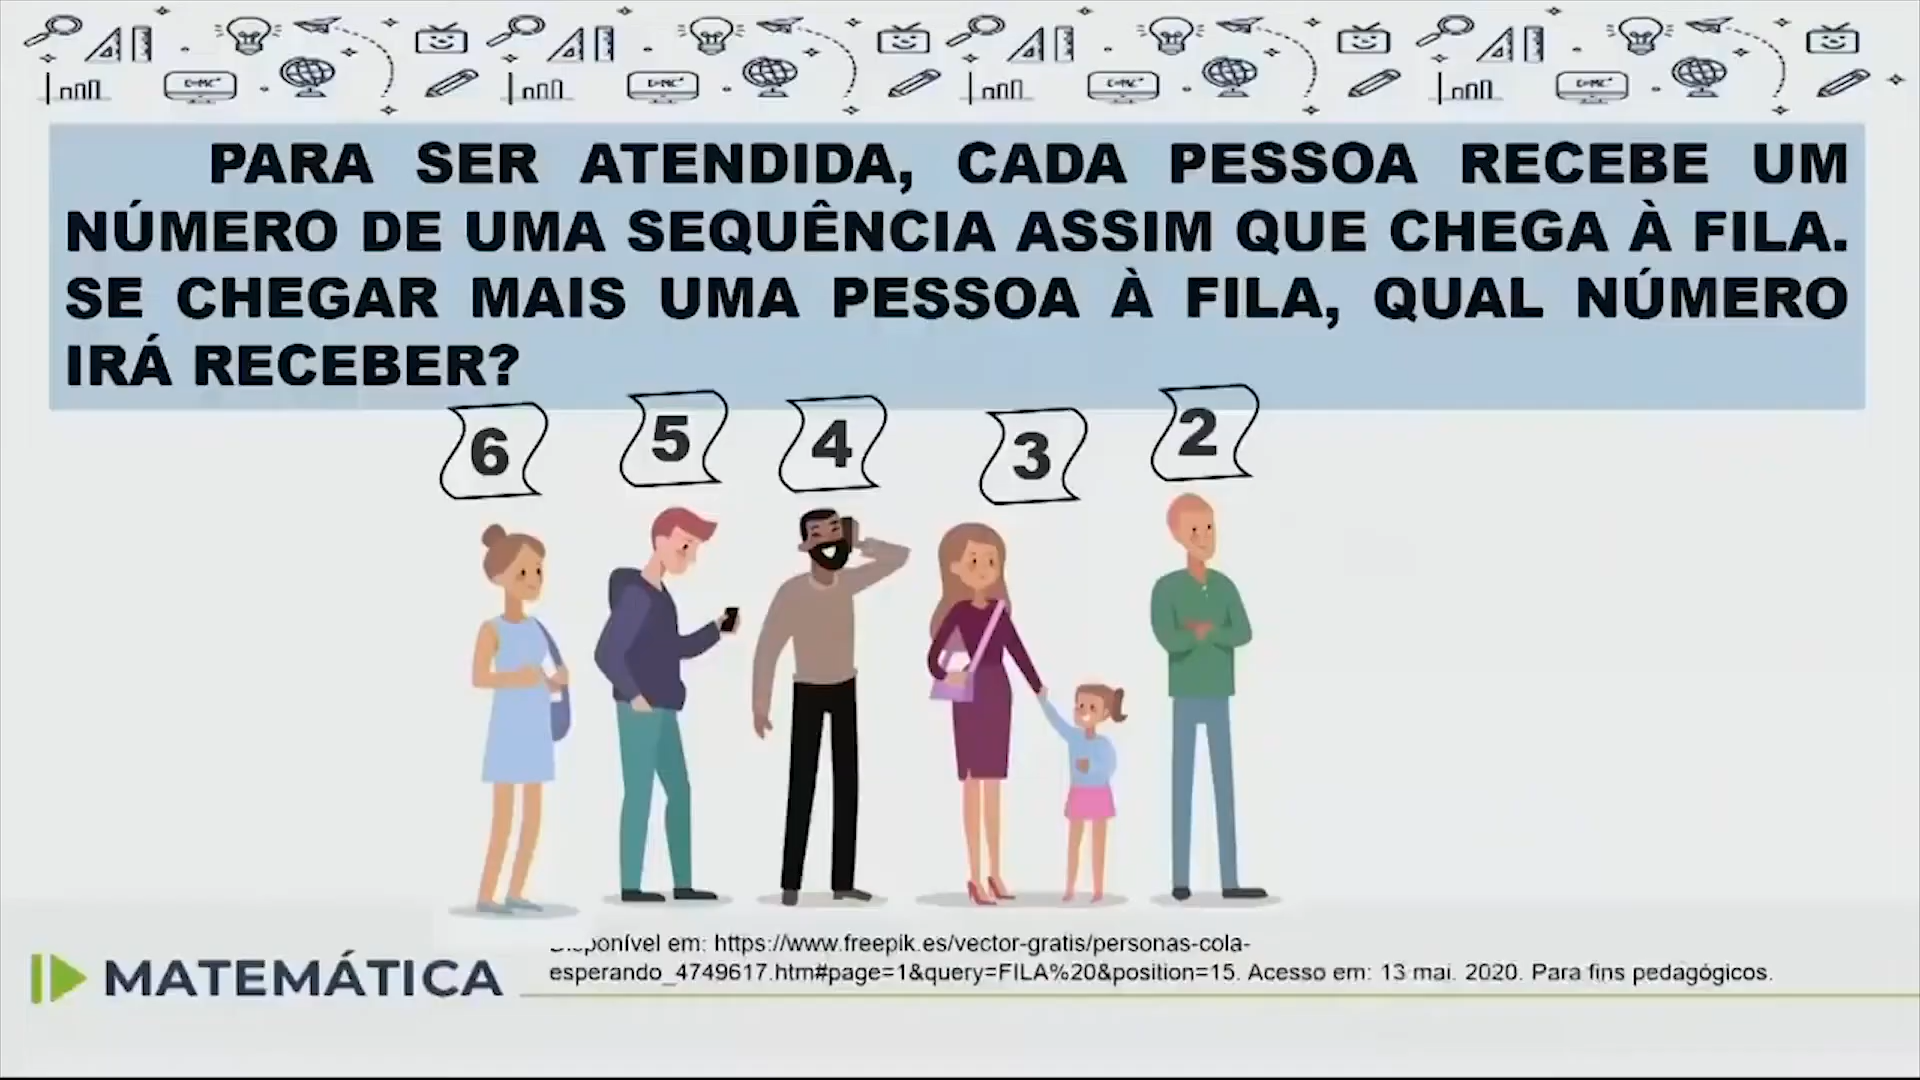 PARA SER ATENDIDA, CADA PESSOA RECEBE UM
NÚMERO DE UMA SEQUÊNCIA ASSIM QUE CHEGA À FILA.
SE CHEGAR MAIS UMA PESSOA À FILA, QUAL NÚMERO
IRÁ RECEBER?
6 5 4 3 2
em: https://www.freepik.es/vector-gratis/personas-cola-
esperando_4749617.htm#page=1&query=FILA%20&position=15. Acesso em: 13 mai. 2020. Para fins pedagógicos.
MATEMÁTICA